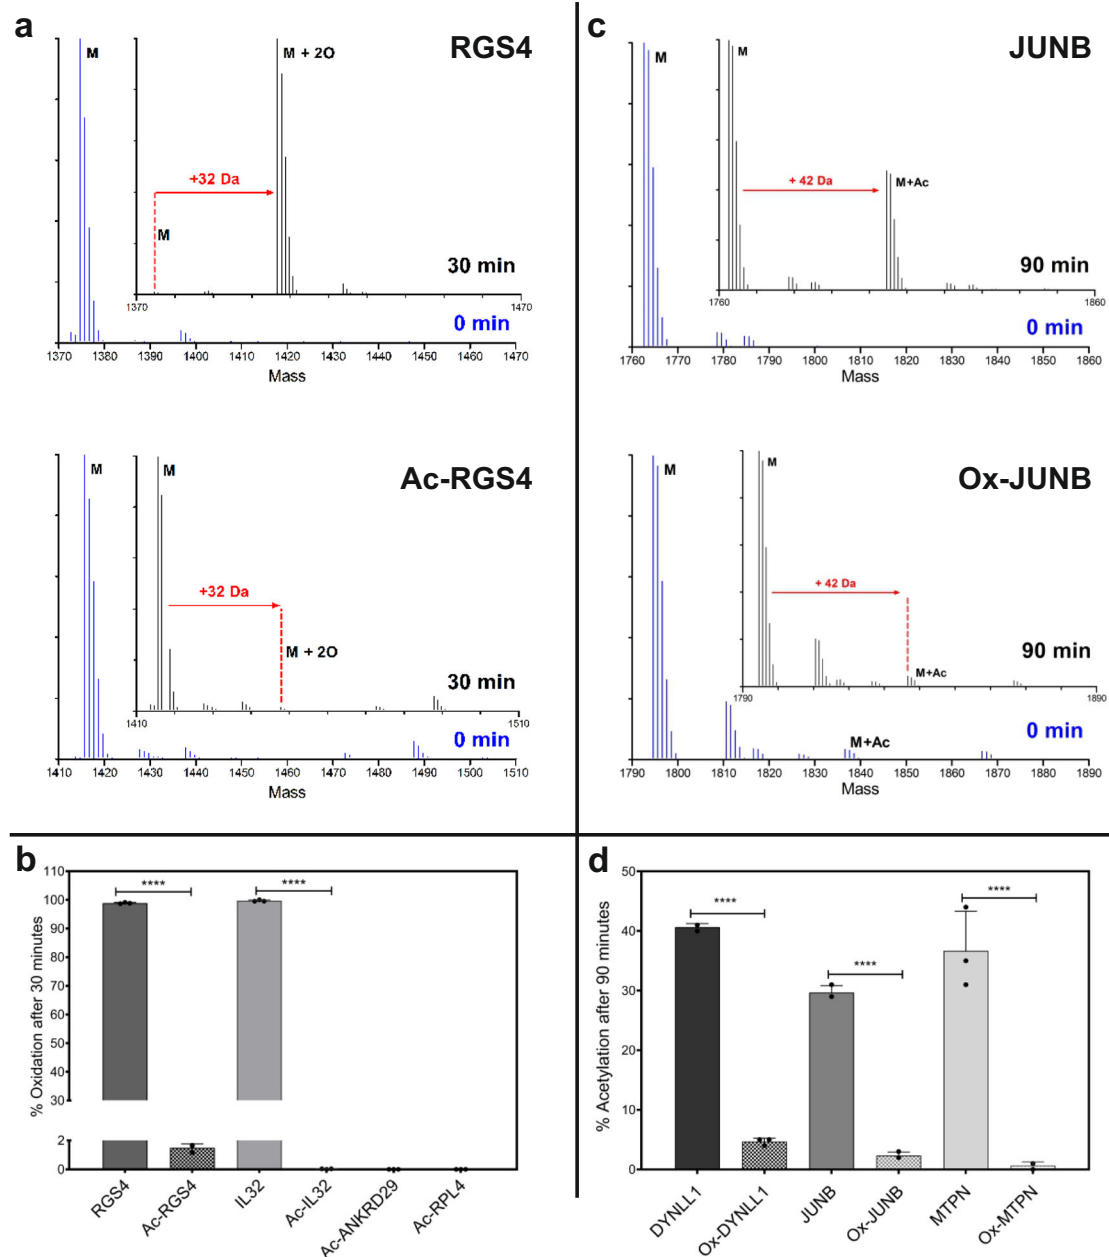 a
RGS4
M
M + 2O
+32 Da
M
30 min
1370
1470
0 min
1370 1380 1390 1400 1410 1420 1430 1440 1450 1460 1470
Mass
Ac-RGS4
M
M
+32 Da
M + 2O
30 min
1410
1510
0 min
1410 1420 1430 1440 1450 1460 1470 1480 1490 1500 1510
Mass
c
JUNB
M
M
+ 42 Da
M+Ac
90 min
1760
1860
0 min
1760 1770 1780 1790 1800 1810 1820 1830 1840 1850 1860
Mass
Ox-JUNB
M
M
+ 42 Da
90 min
M+Ac
1790
1890
0 min
M+Ac
1790 1800 1810 1820 1830 1840 1850 1860 1870 1880 1890
Mass
b
% Oxidation after 30 minutes
110
100
90
80
70
60
50
40
30
2
0
****
****
RGS4
Ac-RGS4
IL32
Ac-IL32
Ac-ANKRD29
Ac-RPL4
d
% Acetylation after 90 minutes
50
40
30
20
10
0
****
****
****
DYNLL1
Ox-DYNLL1
JUNB
Ox-JUNB
MTPN
Ox-MTPN